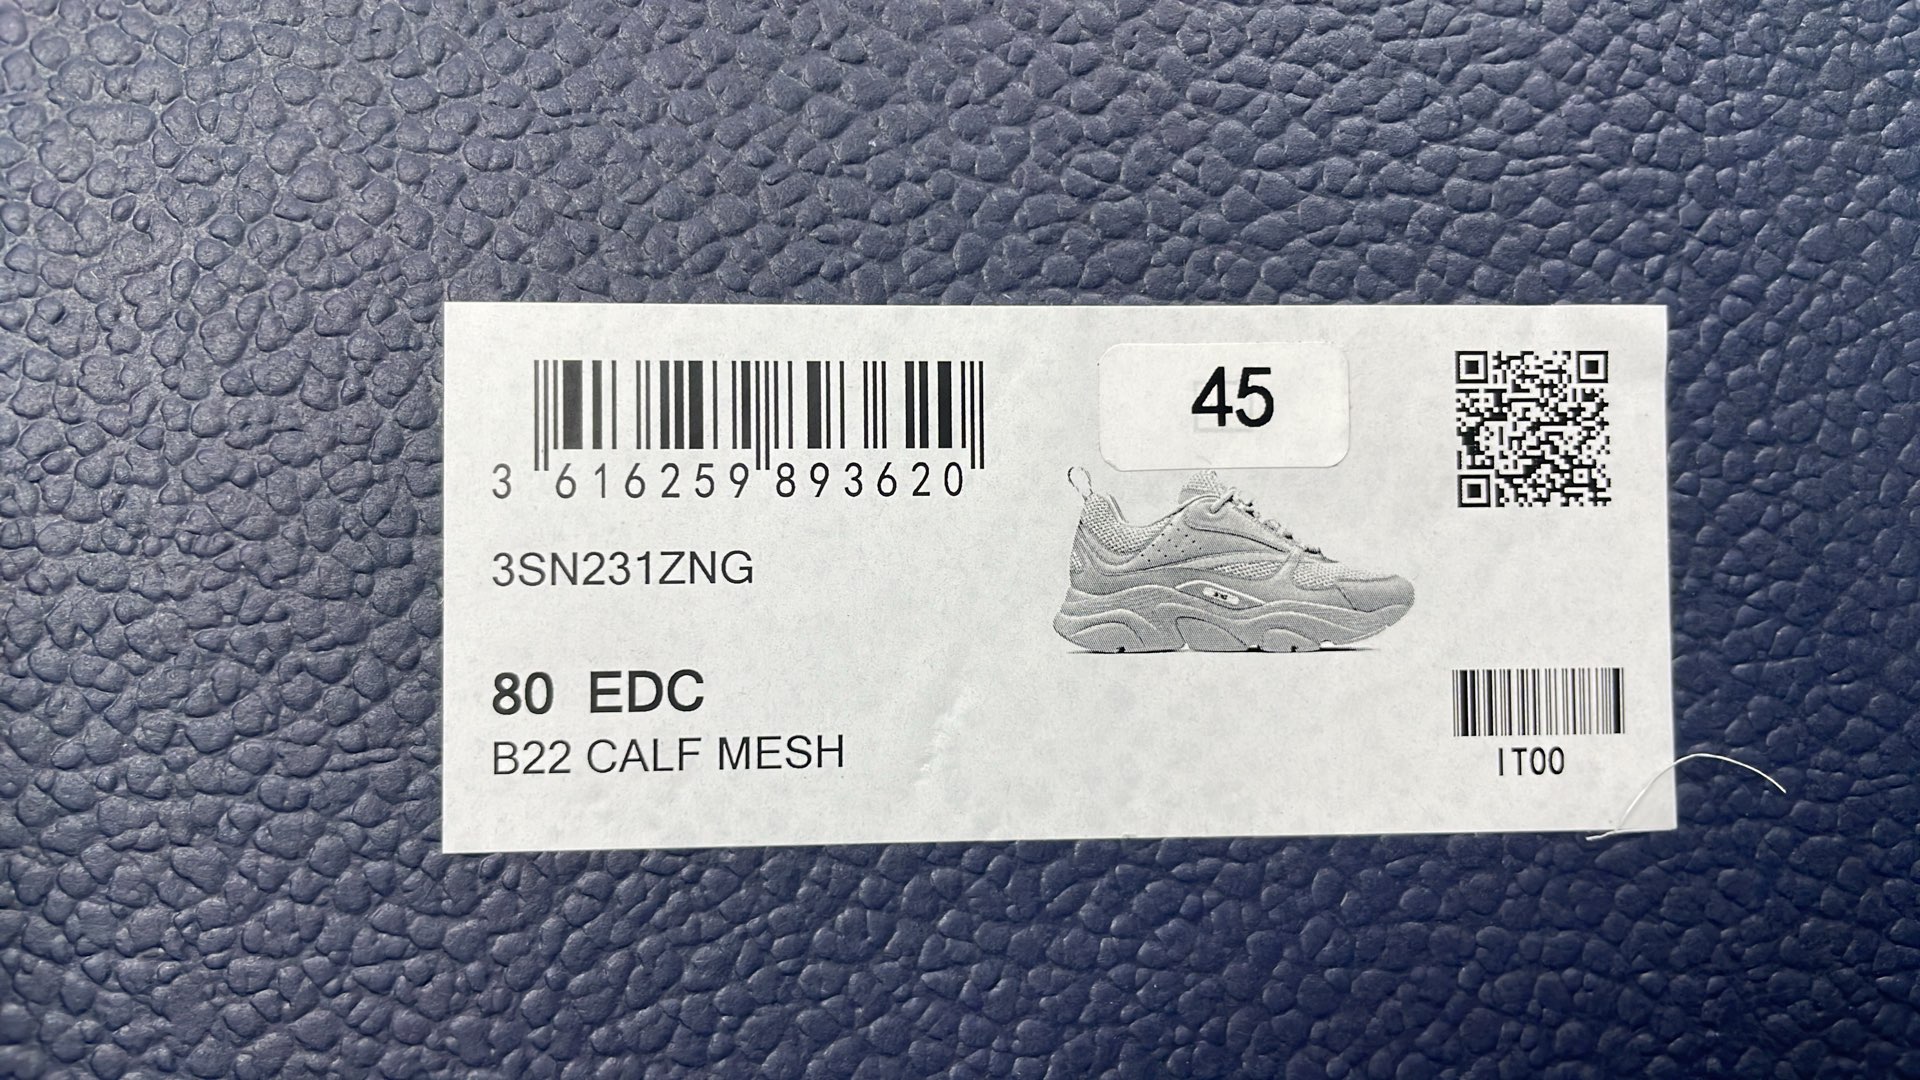 3 616259 893620
45
3SN231ZNG
80 EDC
B22 CALF MESH
IT00